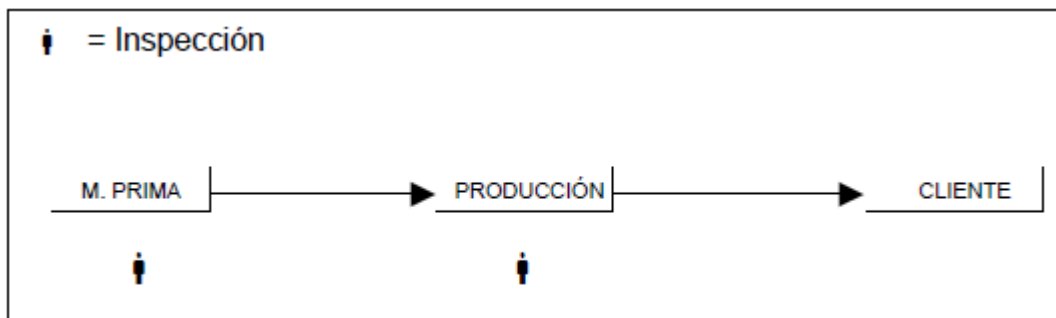 = Inspección
M. PRIMA
PRODUCCIÓN
CLIENTE